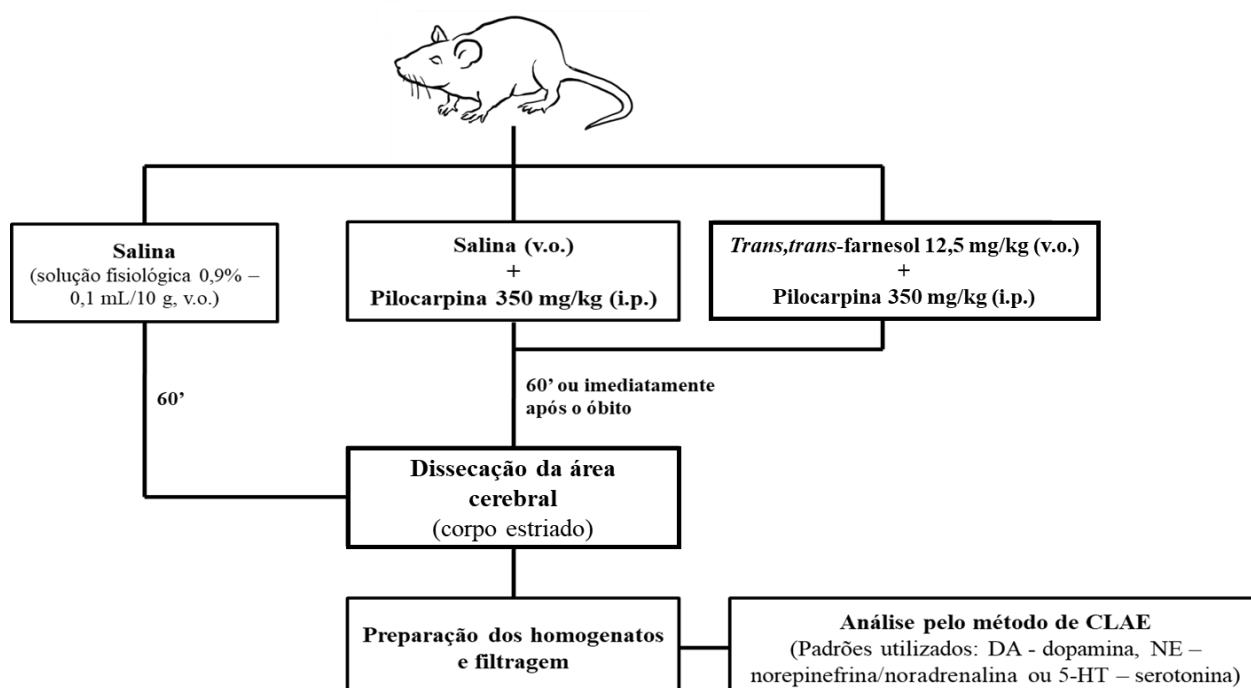 Salina
(solução fisiológica 0,9% –
0,1 mL/10 g, v.o.)
Salina (v.o.)
+
Pilocarpina 350 mg/kg (i.p.)
Trans,trans-farnesol 12,5 mg/kg (v.o.)
+
Pilocarpina 350 mg/kg (i.p.)
60’
60’ ou imediatamente
após o óbito
Dissecação da área
cerebral
(corpo estriado)
Preparação dos homogenatos
e filtragem
Análise pelo método de CLAE
(Padrões utilizados: DA - dopamina, NE –
norepinefrina/noradrenalina ou 5-HT – serotonina)